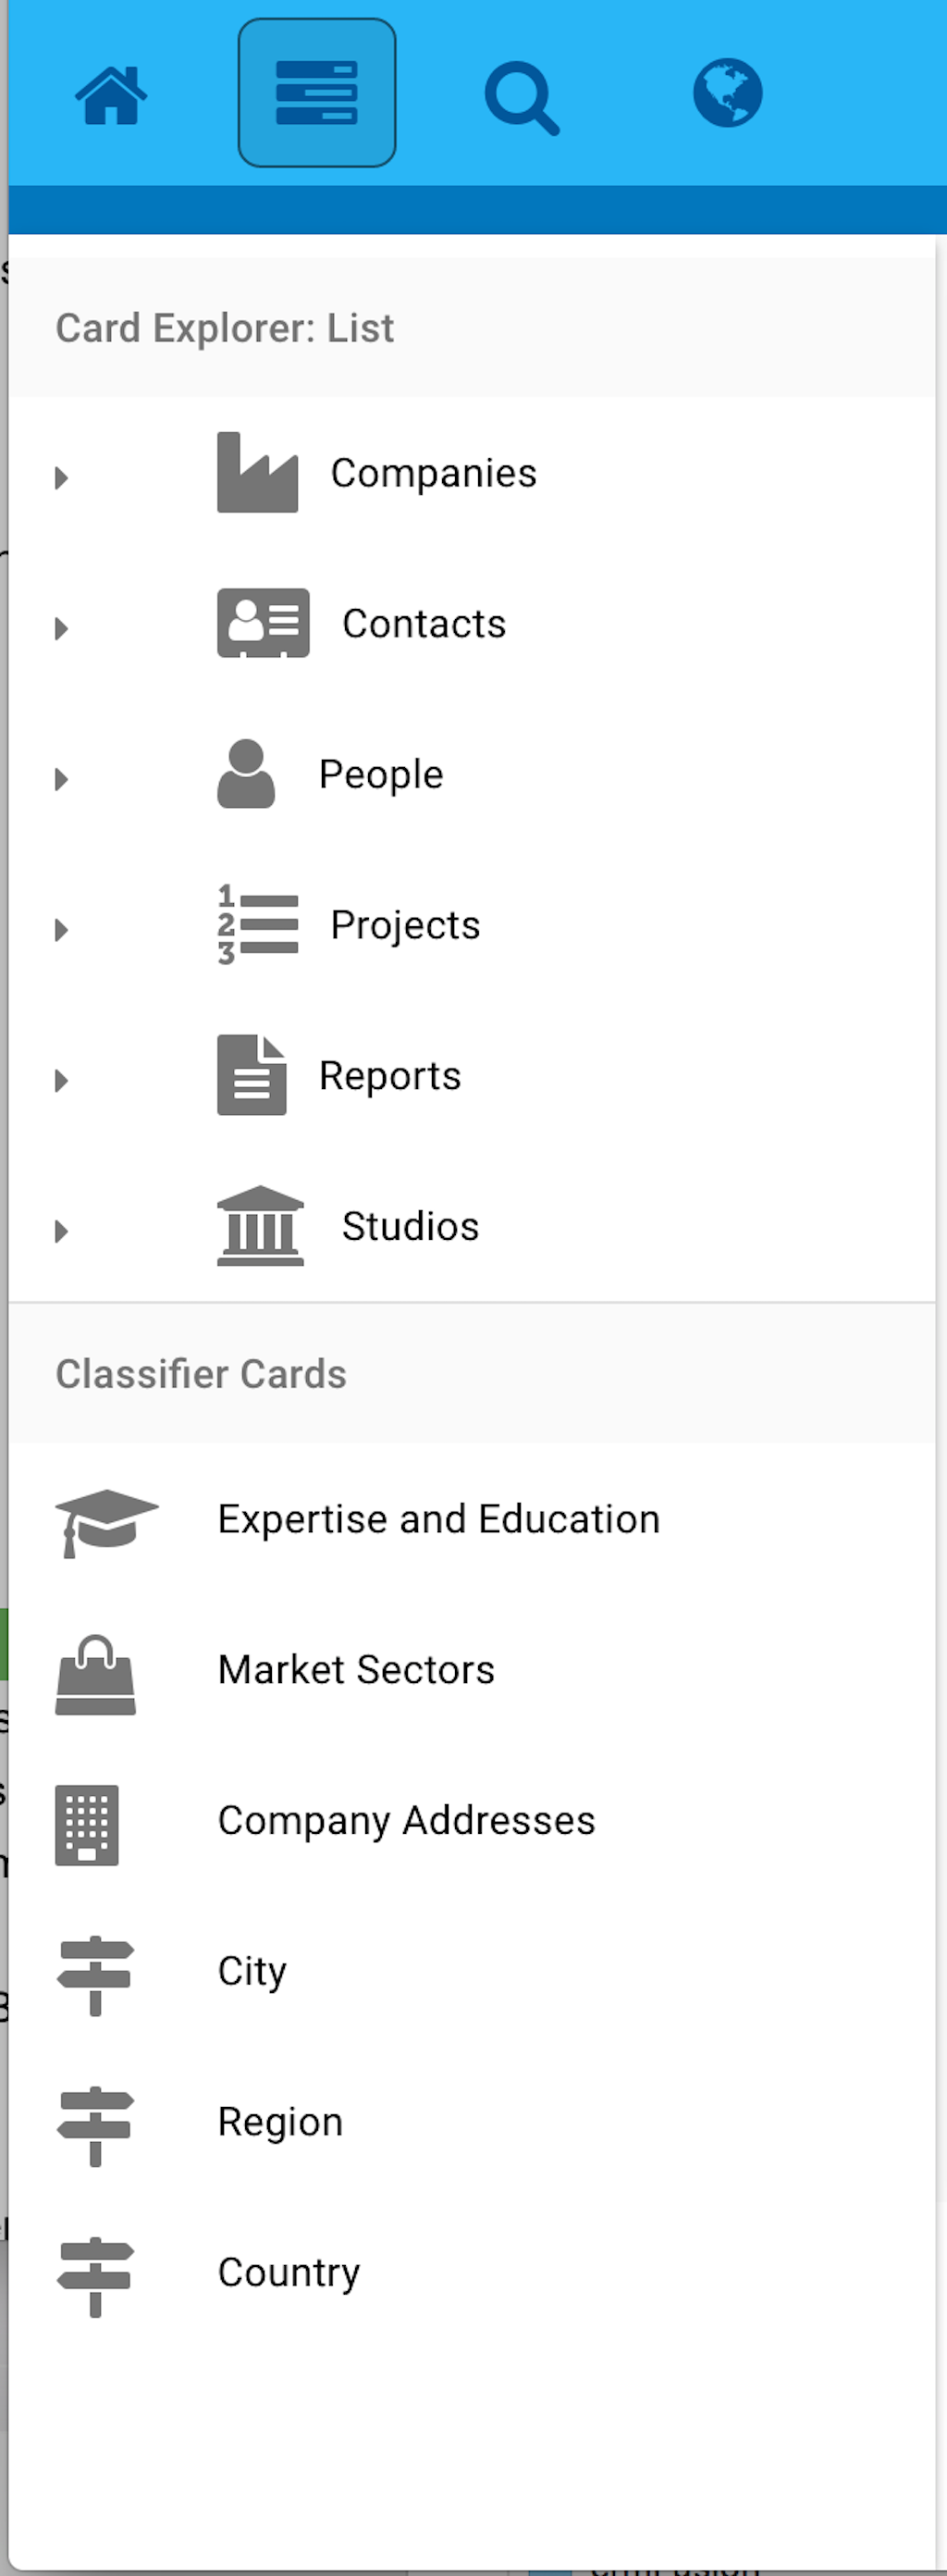 Card Explorer: List
Companies
Contacts
People
Projects
Reports
Studios
Classifier Cards
Expertise and Education
Market Sectors
Company Addresses
City
Region
Country